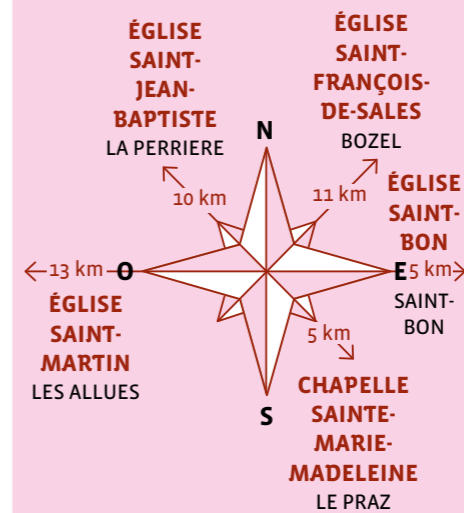 ÉGLISE
SAINT-
JEAN-
BAPTISTE
LA PERRIERE
10 km
N
ÉGLISE
SAINT-
FRANÇOIS-
DE-SALES
BOZEL
11 km
ÉGLISE
SAINT-
BON
E 5 km
SAINT-
BON
13 km O
ÉGLISE
SAINT-
MARTIN
LES ALLUES
5 km
S
CHAPELLE
SAINTE-
MARIE-
MADELEINE
LE PRAZ